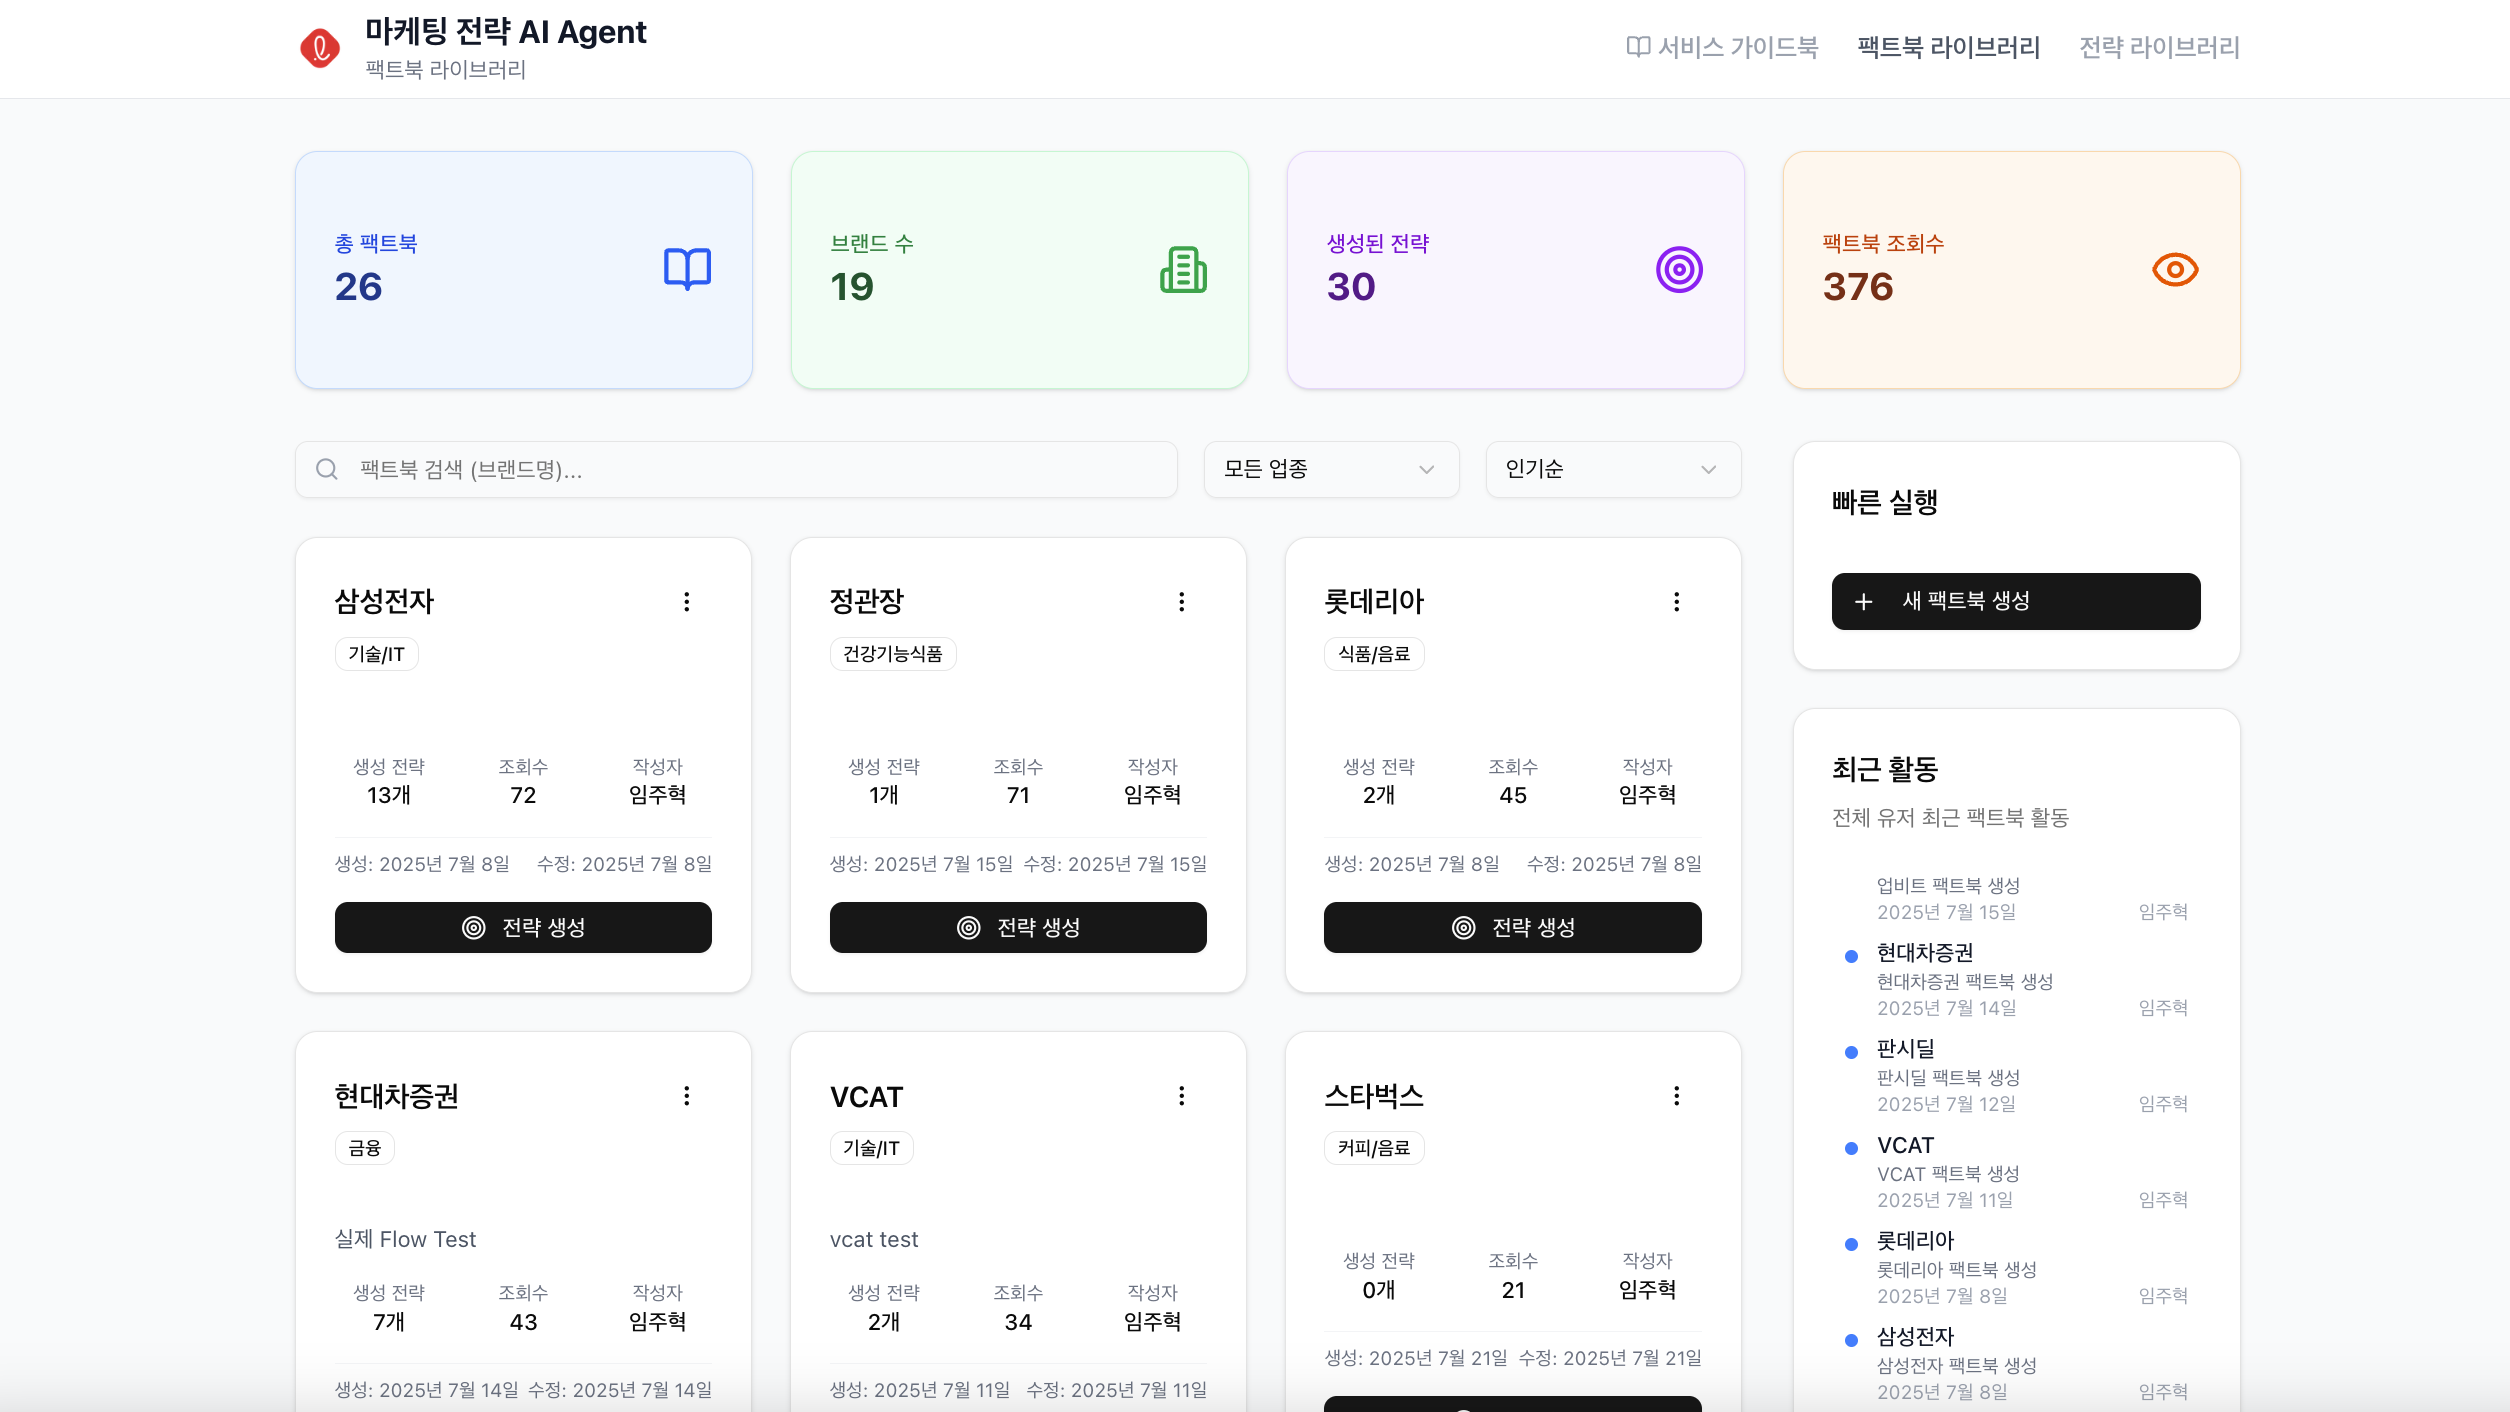 마케팅 전략 AI Agent
팩트북 라이브러리
서비스 가이드북
팩트북 라이브러리
전략 라이브러리
총 팩트북
26
브랜드 수
19
생성된 전략
30
팩트북 조회수
376
팩트북 검색 (브랜드명)...
모든 업종
인기순
삼성전자
기술/IT
생성 전략 조회수 작성자
13개 72 임주혁
생성: 2025년 7월 8일 수정: 2025년 7월 8일
전략 생성
정관장
건강기능식품
생성 전략 조회수 작성자
1개 71 임주혁
생성: 2025년 7월 15일 수정: 2025년 7월 15일
전략 생성
롯데리아
식품/음료
생성 전략 조회수 작성자
2개 45 임주혁
생성: 2025년 7월 8일 수정: 2025년 7월 8일
전략 생성
현대차증권
금융
실제 Flow Test
생성 전략 조회수 작성자
7개 43 임주혁
생성: 2025년 7월 14일 수정: 2025년 7월 14일
VCAT
기술/IT
vcat test
생성 전략 조회수 작성자
2개 34 임주혁
생성: 2025년 7월 11일 수정: 2025년 7월 11일
스타벅스
커피/음료
생성 전략 조회수 작성자
0개 21 임주혁
생성: 2025년 7월 21일 수정: 2025년 7월 21일
빠른 실행
새 팩트북 생성
최근 활동
전체 유저 최근 팩트북 활동
업비트 팩트북 생성
2025년 7월 15일 임주혁
현대차증권
현대차증권 팩트북 생성
2025년 7월 14일 임주혁
판시딜
판시딜 팩트북 생성
2025년 7월 12일 임주혁
VCAT
VCAT 팩트북 생성
2025년 7월 11일 임주혁
롯데리아
롯데리아 팩트북 생성
2025년 7월 8일 임주혁
삼성전자
삼성전자 팩트북 생성
2025년 7월 8일 임주혁